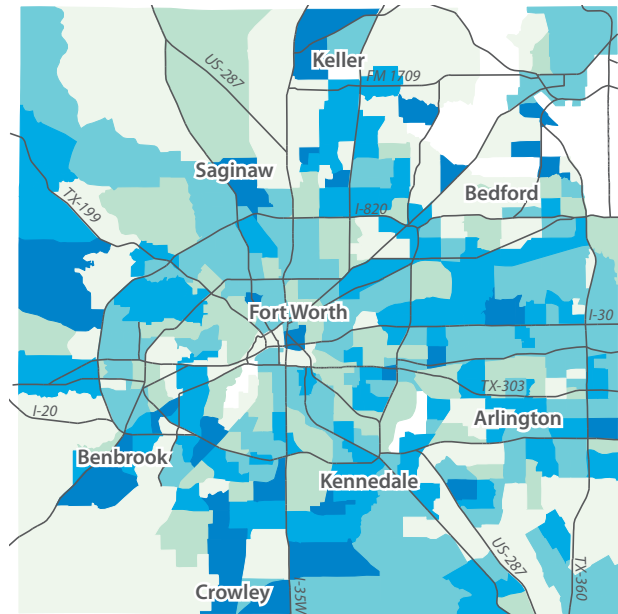 Keller
US-287
FM 1709
Saginaw
Bedford
TX-199
I-820
Fort Worth
I-30
TX-303
I-20
Arlington
Benbrook
Kennedale
US-287
TX-360
I-35W
Crowley